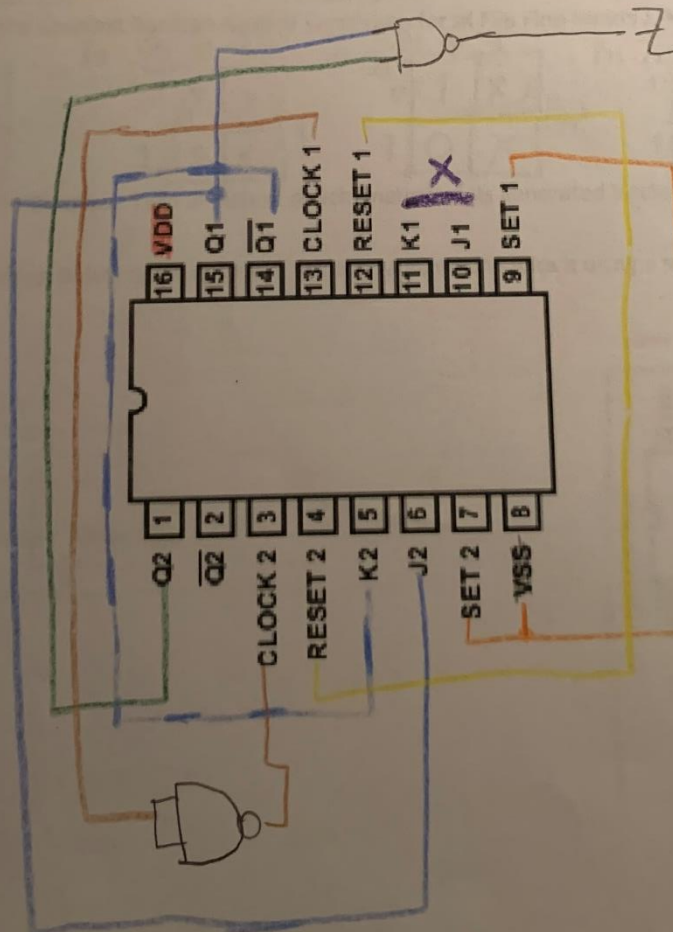 Z
X
VDD
Q1
Q̅1
CLOCK 1
RESET 1
K1
J1
SET 1
16
15
14
13
12
11
10
9
1
2
3
4
5
6
7
8
Q2
Q̅2
CLOCK 2
RESET 2
K2
J2
SET 2
VSS